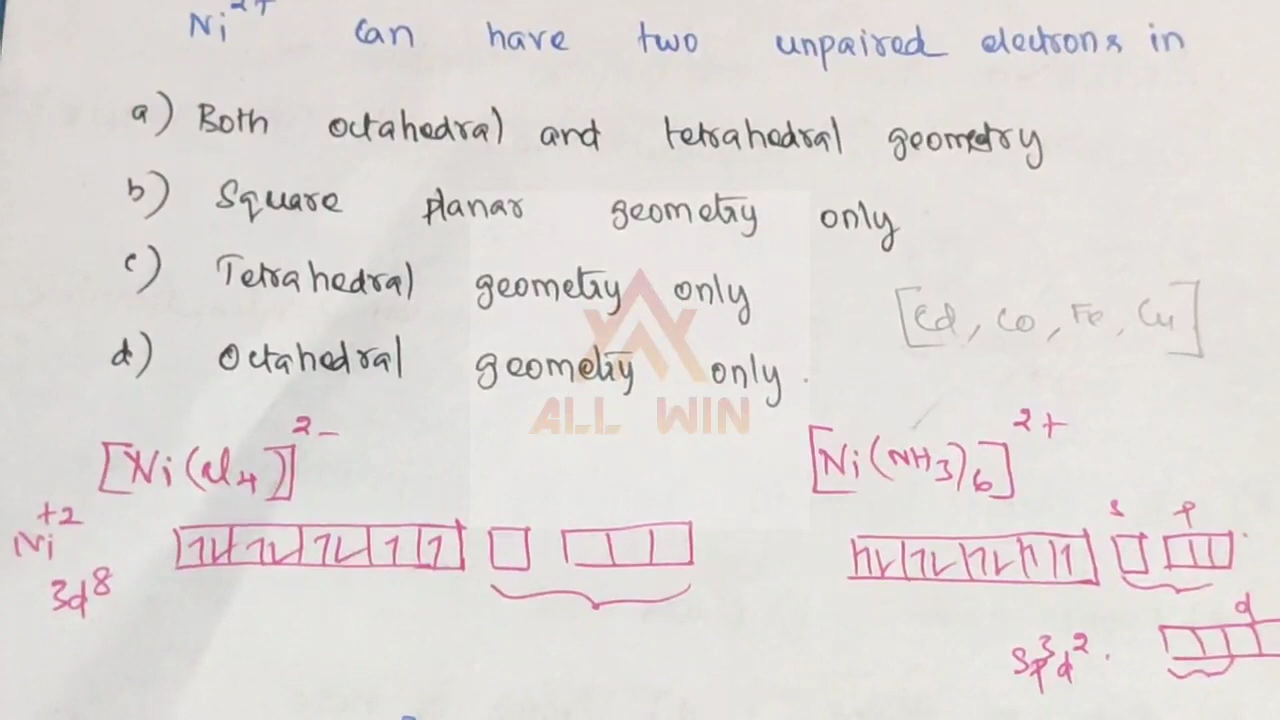 Ni²⁺ can have two unpaired electrons in
a) Both octahedral and tetrahedral geometry
b) Square planar geometry only
c) Tetrahedral geometry only
[Cd, Co, Fe, Cu]
d) Octahedral geometry only.
ALL WIN
[Ni(Cl₄)]²⁻
[Ni(NH₃)₆]²⁺
Ni⁺²
s p
3d⁸
d
sp³d².